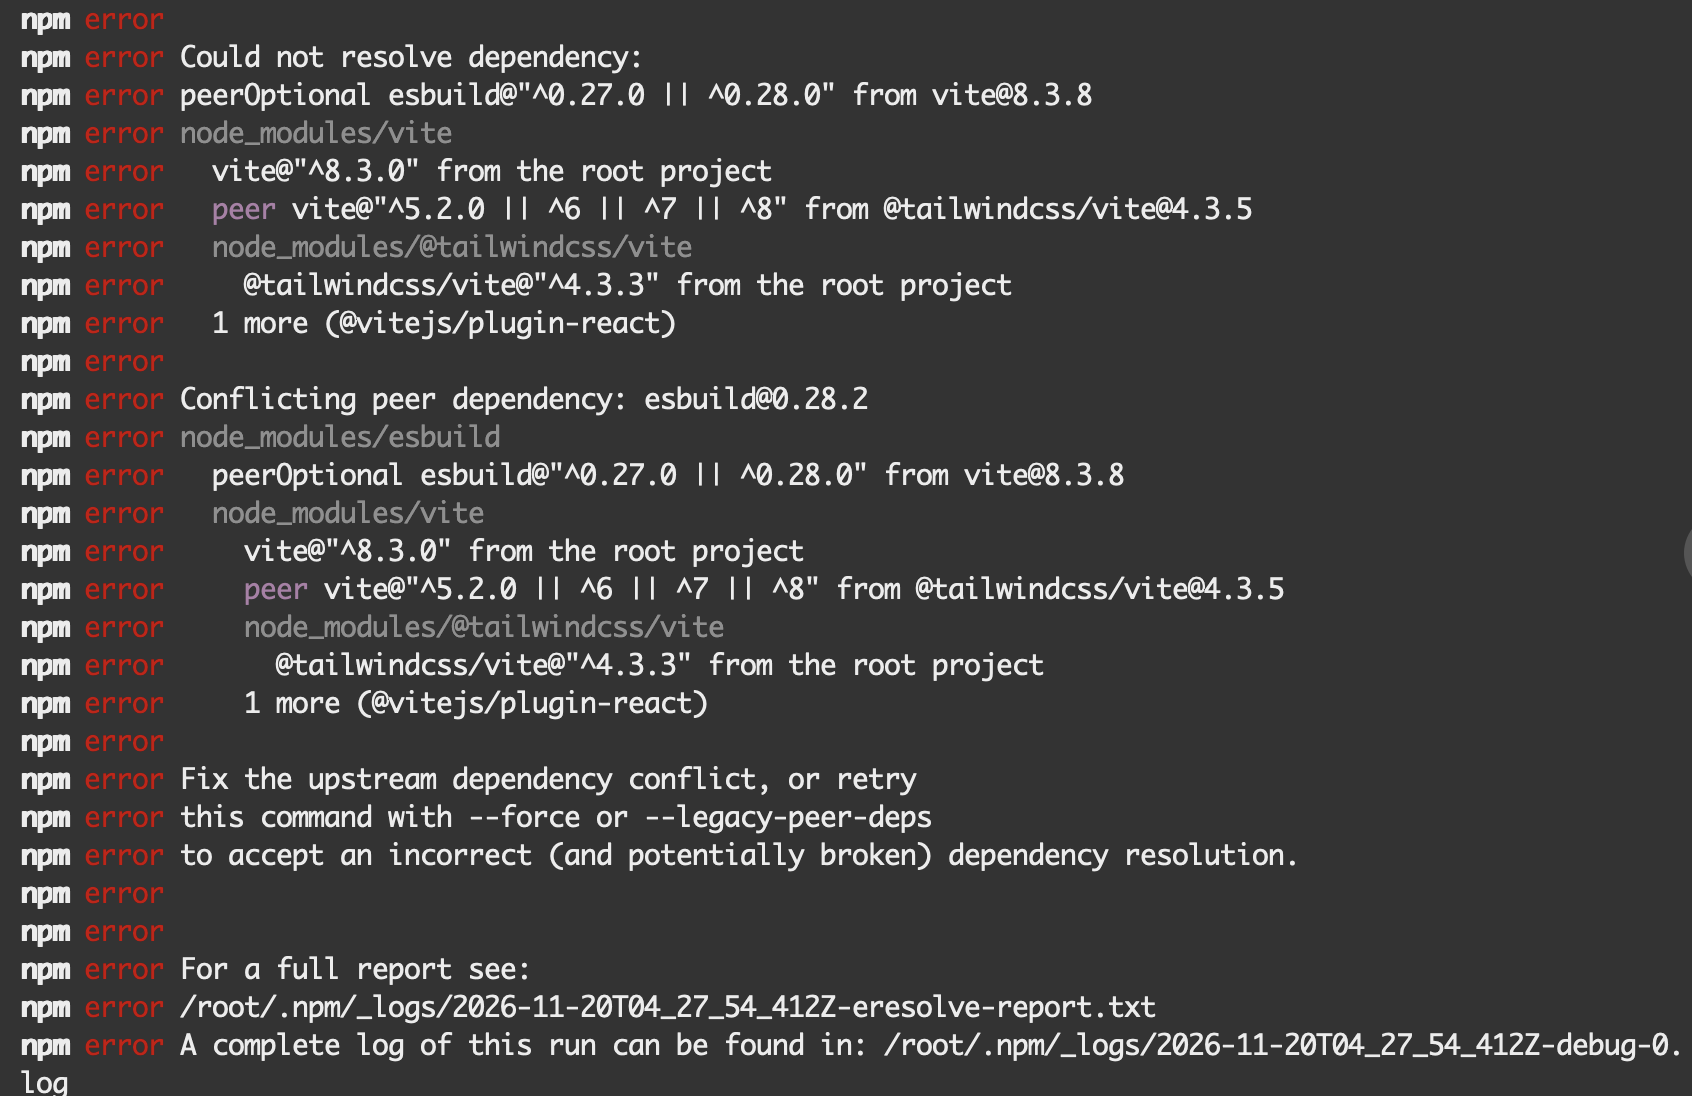 npm error
npm error Could not resolve dependency:
npm error peerOptional esbuild@"^0.27.0 || ^0.28.0" from vite@8.3.8
npm error node_modules/vite
npm error   vite@"^8.3.0" from the root project
npm error   peer vite@"^5.2.0 || ^6 || ^7 || ^8" from @tailwindcss/vite@4.3.5
npm error   node_modules/@tailwindcss/vite
npm error     @tailwindcss/vite@"^4.3.3" from the root project
npm error   1 more (@vitejs/plugin-react)
npm error
npm error Conflicting peer dependency: esbuild@0.28.2
npm error node_modules/esbuild
npm error   peerOptional esbuild@"^0.27.0 || ^0.28.0" from vite@8.3.8
npm error   node_modules/vite
npm error     vite@"^8.3.0" from the root project
npm error     peer vite@"^5.2.0 || ^6 || ^7 || ^8" from @tailwindcss/vite@4.3.5
npm error     node_modules/@tailwindcss/vite
npm error       @tailwindcss/vite@"^4.3.3" from the root project
npm error     1 more (@vitejs/plugin-react)
npm error
npm error Fix the upstream dependency conflict, or retry
npm error this command with --force or --legacy-peer-deps
npm error to accept an incorrect (and potentially broken) dependency resolution.
npm error
npm error
npm error For a full report see:
npm error /root/.npm/_logs/2026-11-20T04_27_54_412Z-eresolve-report.txt
npm error A complete log of this run can be found in: /root/.npm/_logs/2026-11-20T04_27_54_412Z-debug-0.
log